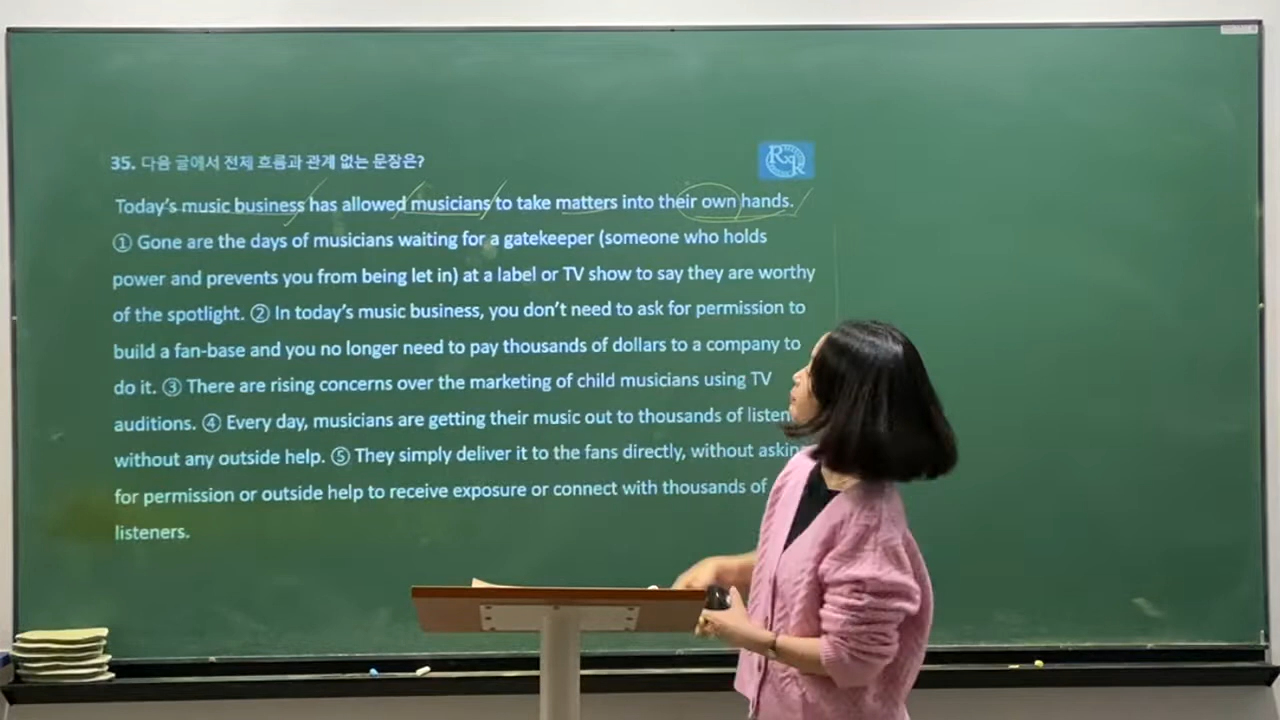 35. 다음 글에서 전체 흐름과 관계 없는 문장은?
RR
Today's music business has allowed musicians to take matters into their own hands.
① Gone are the days of musicians waiting for a gatekeeper (someone who holds
power and prevents you from being let in) at a label or TV show to say they are worthy
of the spotlight. ② In today's music business, you don't need to ask for permission to
build a fan-base and you no longer need to pay thousands of dollars to a company to
do it. ③ There are rising concerns over the marketing of child musicians using TV
auditions. ④ Every day, musicians are getting their music out to thousands of
without any outside help. ⑤ They simply deliver it to the fans directly, without
for permission or outside help to receive exposure or connect with thousands of
listeners.